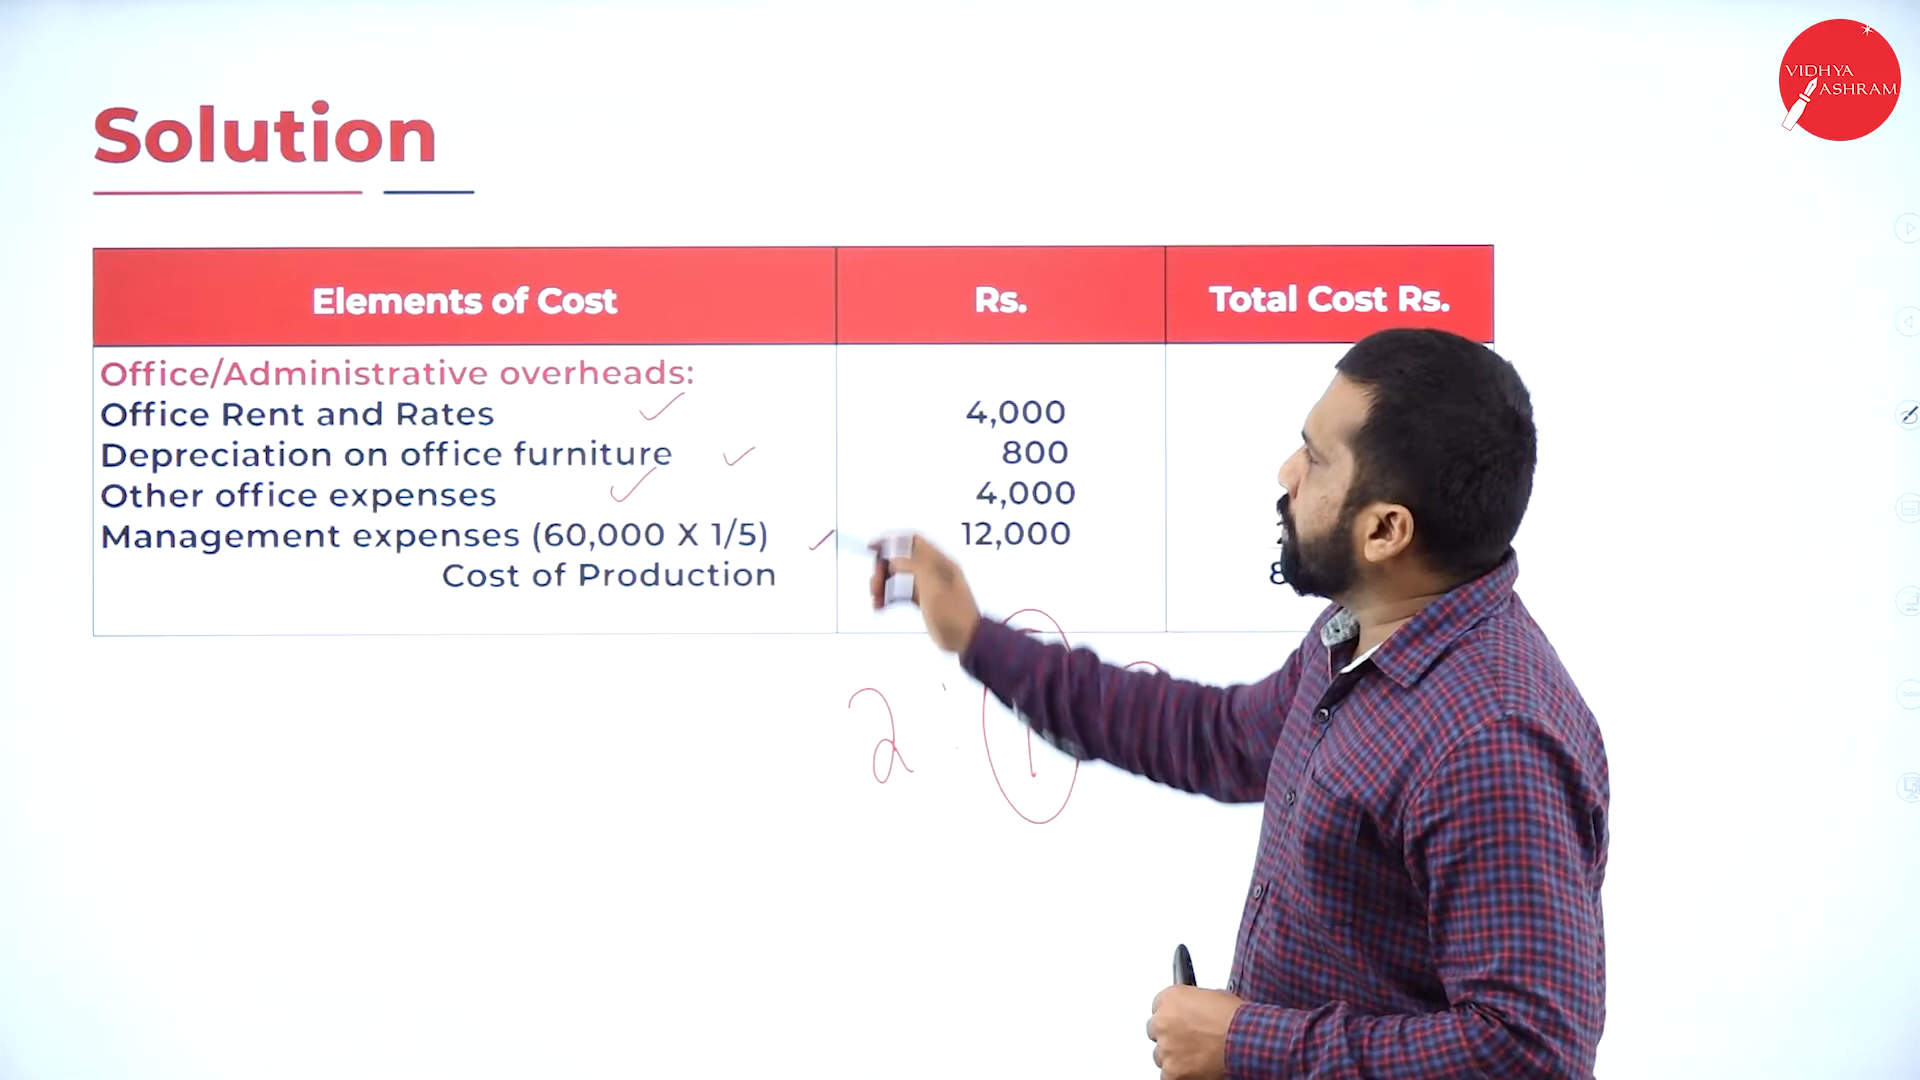 VIDHYA
ASHRAM
Solution
Elements of Cost Rs. Total Cost Rs.
Office/Administrative overheads:
Office Rent and Rates 4,000
Depreciation on office furniture 800
Other office expenses 4,000
Management expenses (60,000 X 1/5) 12,000
Cost of Production
2 : 1